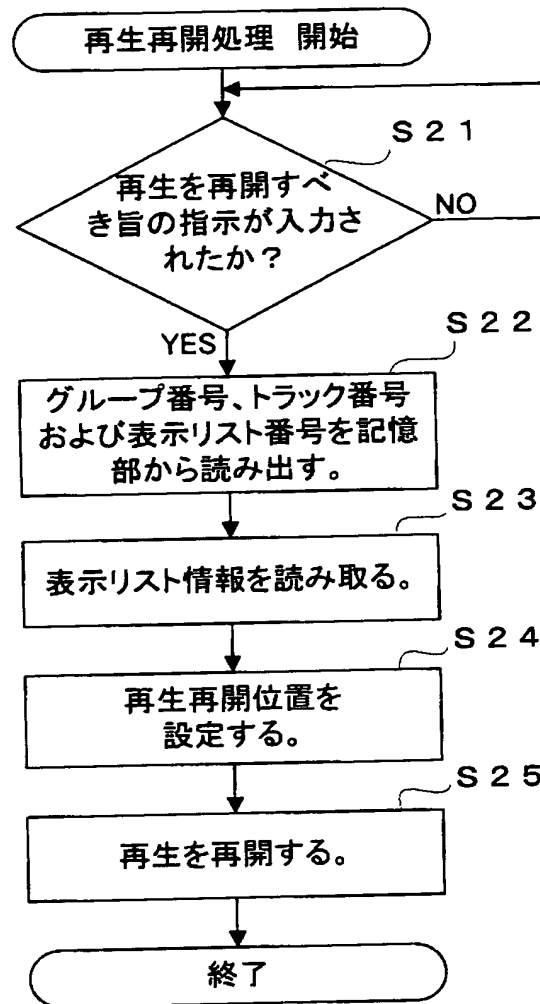 再生再開処理 開始
S21
再生を再開すべ
き旨の指示が入力さ
れたか？
NO
YES
S22
グループ番号、トラック番号
および表示リスト番号を記憶
部から読み出す。
S23
表示リスト情報を読み取る。
S24
再生再開位置を
設定する。
S25
再生を再開する。
終了